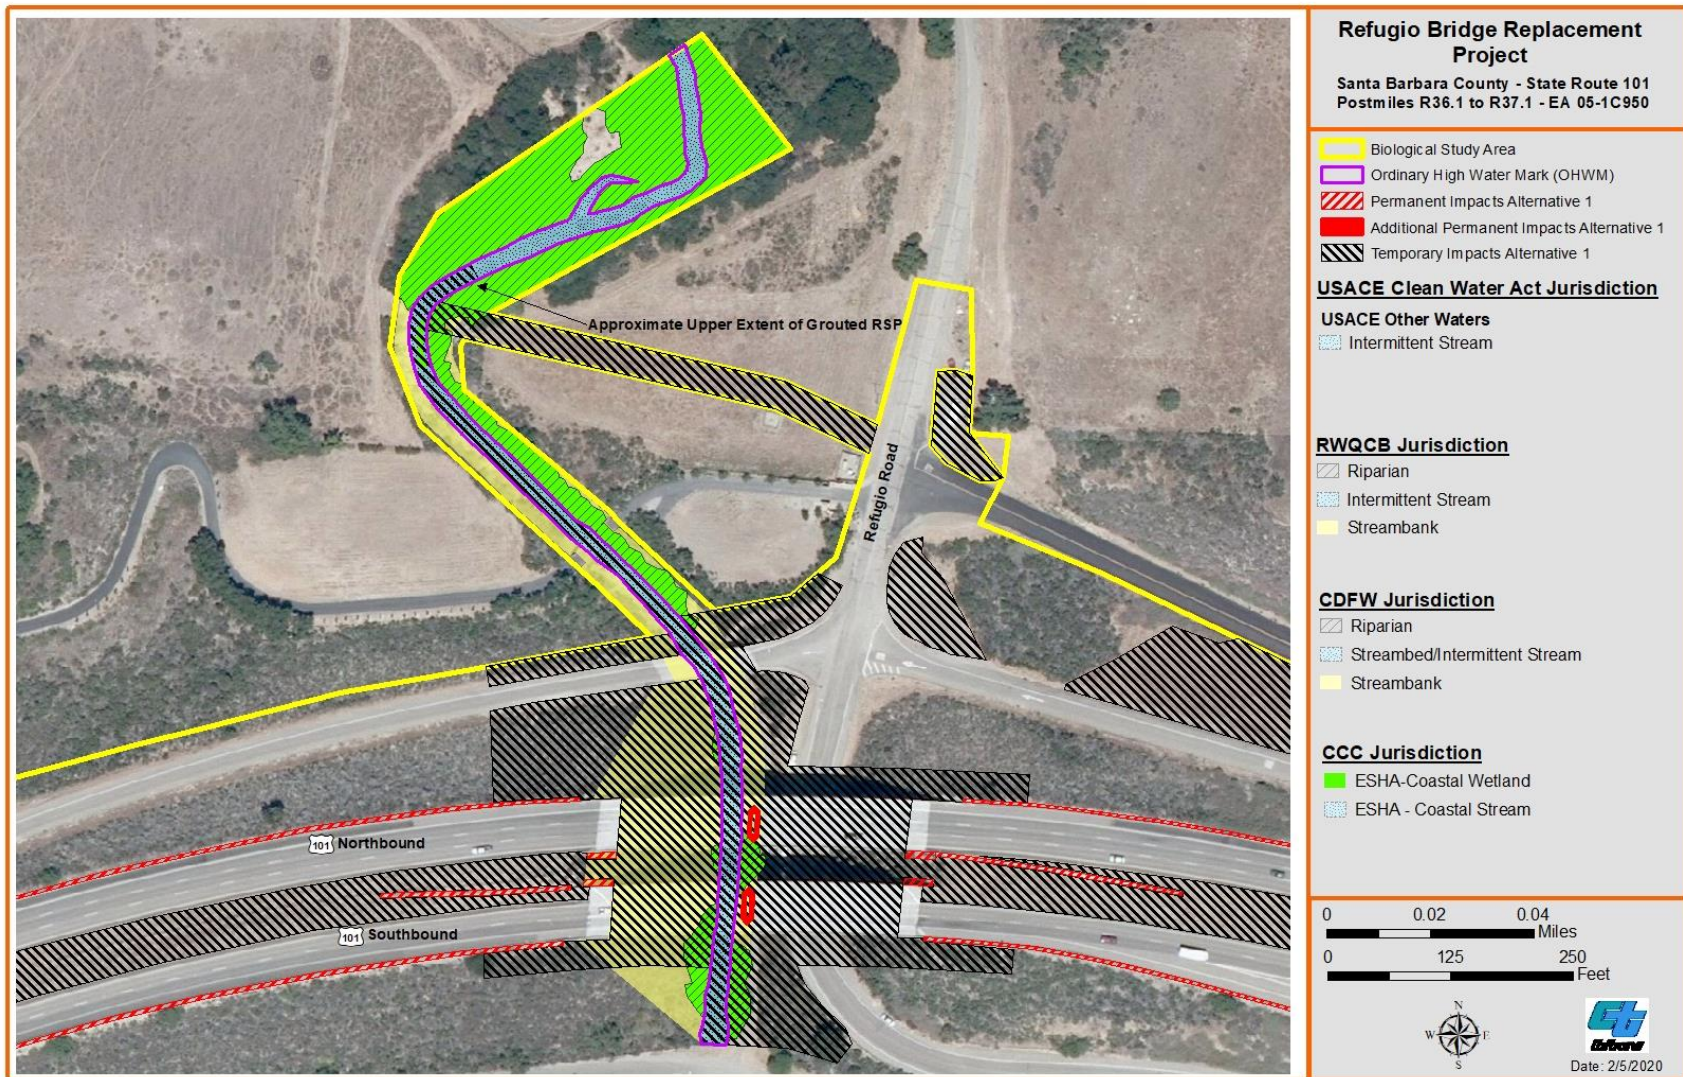 Refugio Bridge Replacement
Project
Santa Barbara County - State Route 101
Postmiles R36.1 to R37.1 - EA 05-1C950
Biological Study Area
Ordinary High Water Mark (OHWM)
Permanent Impacts Alternative 1
Additional Permanent Impacts Alternative 1
Temporary Impacts Alternative 1
USACE Clean Water Act Jurisdiction
USACE Other Waters
Intermittent Stream
RWQCB Jurisdiction
Riparian
Intermittent Stream
Streambank
CDFW Jurisdiction
Riparian
Streambed/Intermittent Stream
Streambank
CCC Jurisdiction
ESHA-Coastal Wetland
ESHA - Coastal Stream
0 0.02 0.04
Miles
0 125 250
Feet
N
W E
S
Caltrans
Date: 2/5/2020
Approximate Upper Extent of Grouted RSP
Refugio Road
101 Northbound
101 Southbound